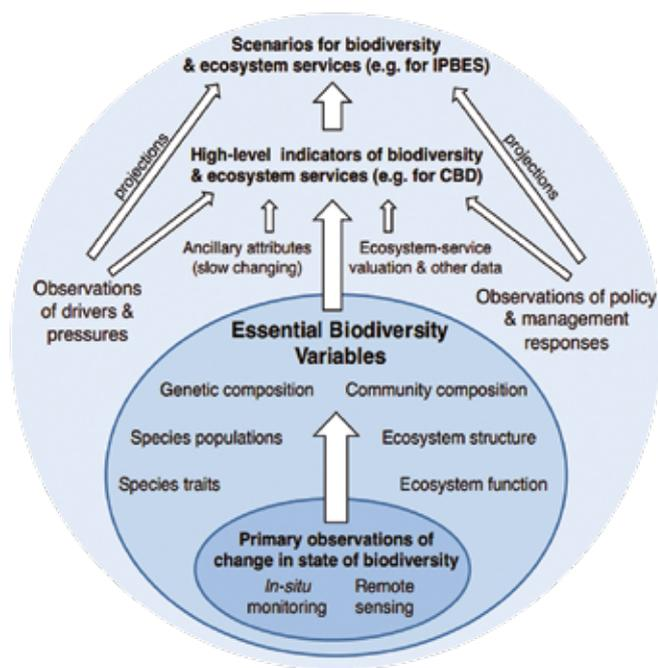 Scenarios for biodiversity
& ecosystem services (e.g. for IPBES)
projections
projections
High-level indicators of biodiversity
& ecosystem services (e.g. for CBD)
Ancillary attributes
(slow changing)
Ecosystem-service
valuation & other data
Observations
of drivers &
pressures
Observations of policy
& management
responses
Essential Biodiversity
Variables
Genetic composition
Community composition
Species populations
Ecosystem structure
Species traits
Ecosystem function
Primary observations of
change in state of biodiversity
In-situ
monitoring
Remote
sensing